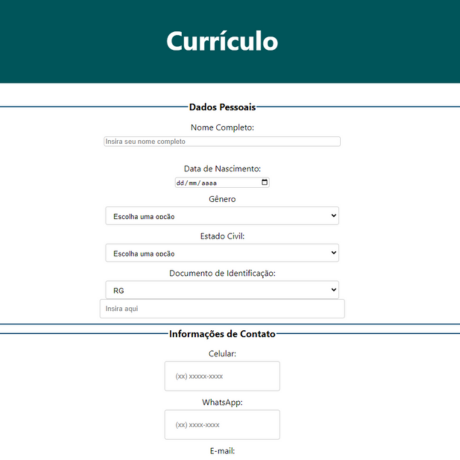 Currículo
Dados Pessoais
Nome Completo:
Insira seu nome completo
Data de Nascimento:
dd/mm/aaaa
Gênero
Escolha uma opção
Estado Civil:
Escolha uma opção
Documento de Identificação:
RG
Insira aqui
Informações de Contato
Celular:
(xx) xxxxx-xxxx
WhatsApp:
(xx) xxxx-xxxx
E-mail: